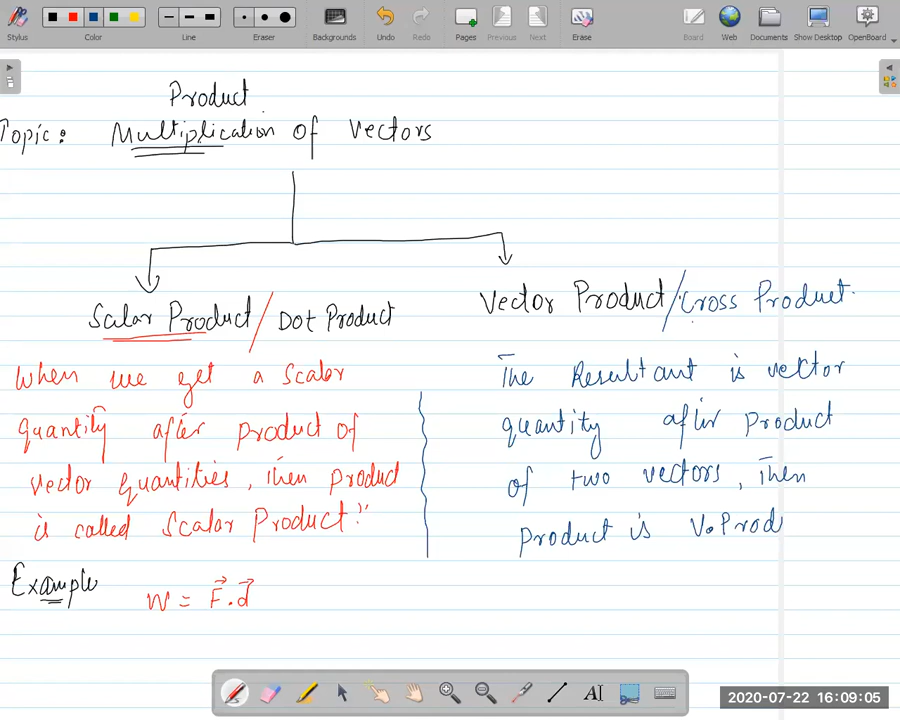 Stylus
Color
Line
Eraser
Backgrounds
Undo
Redo
Pages
Previous
Next
Erase
Board
Web
Documents
Show Desktop
OpenBoard
Product
Topic: Multiplication of vectors
Scalar Product / Dot Product
Vector Product / Cross Product.
When we get a scalar
quantity after product of
vector quantities, then product
is called Scalar Product."
The Resultant is vector
quantity after product
of two vectors, then
product is V.Prod
Example
W = F⃗.d⃗
2020-07-22 16:09:05